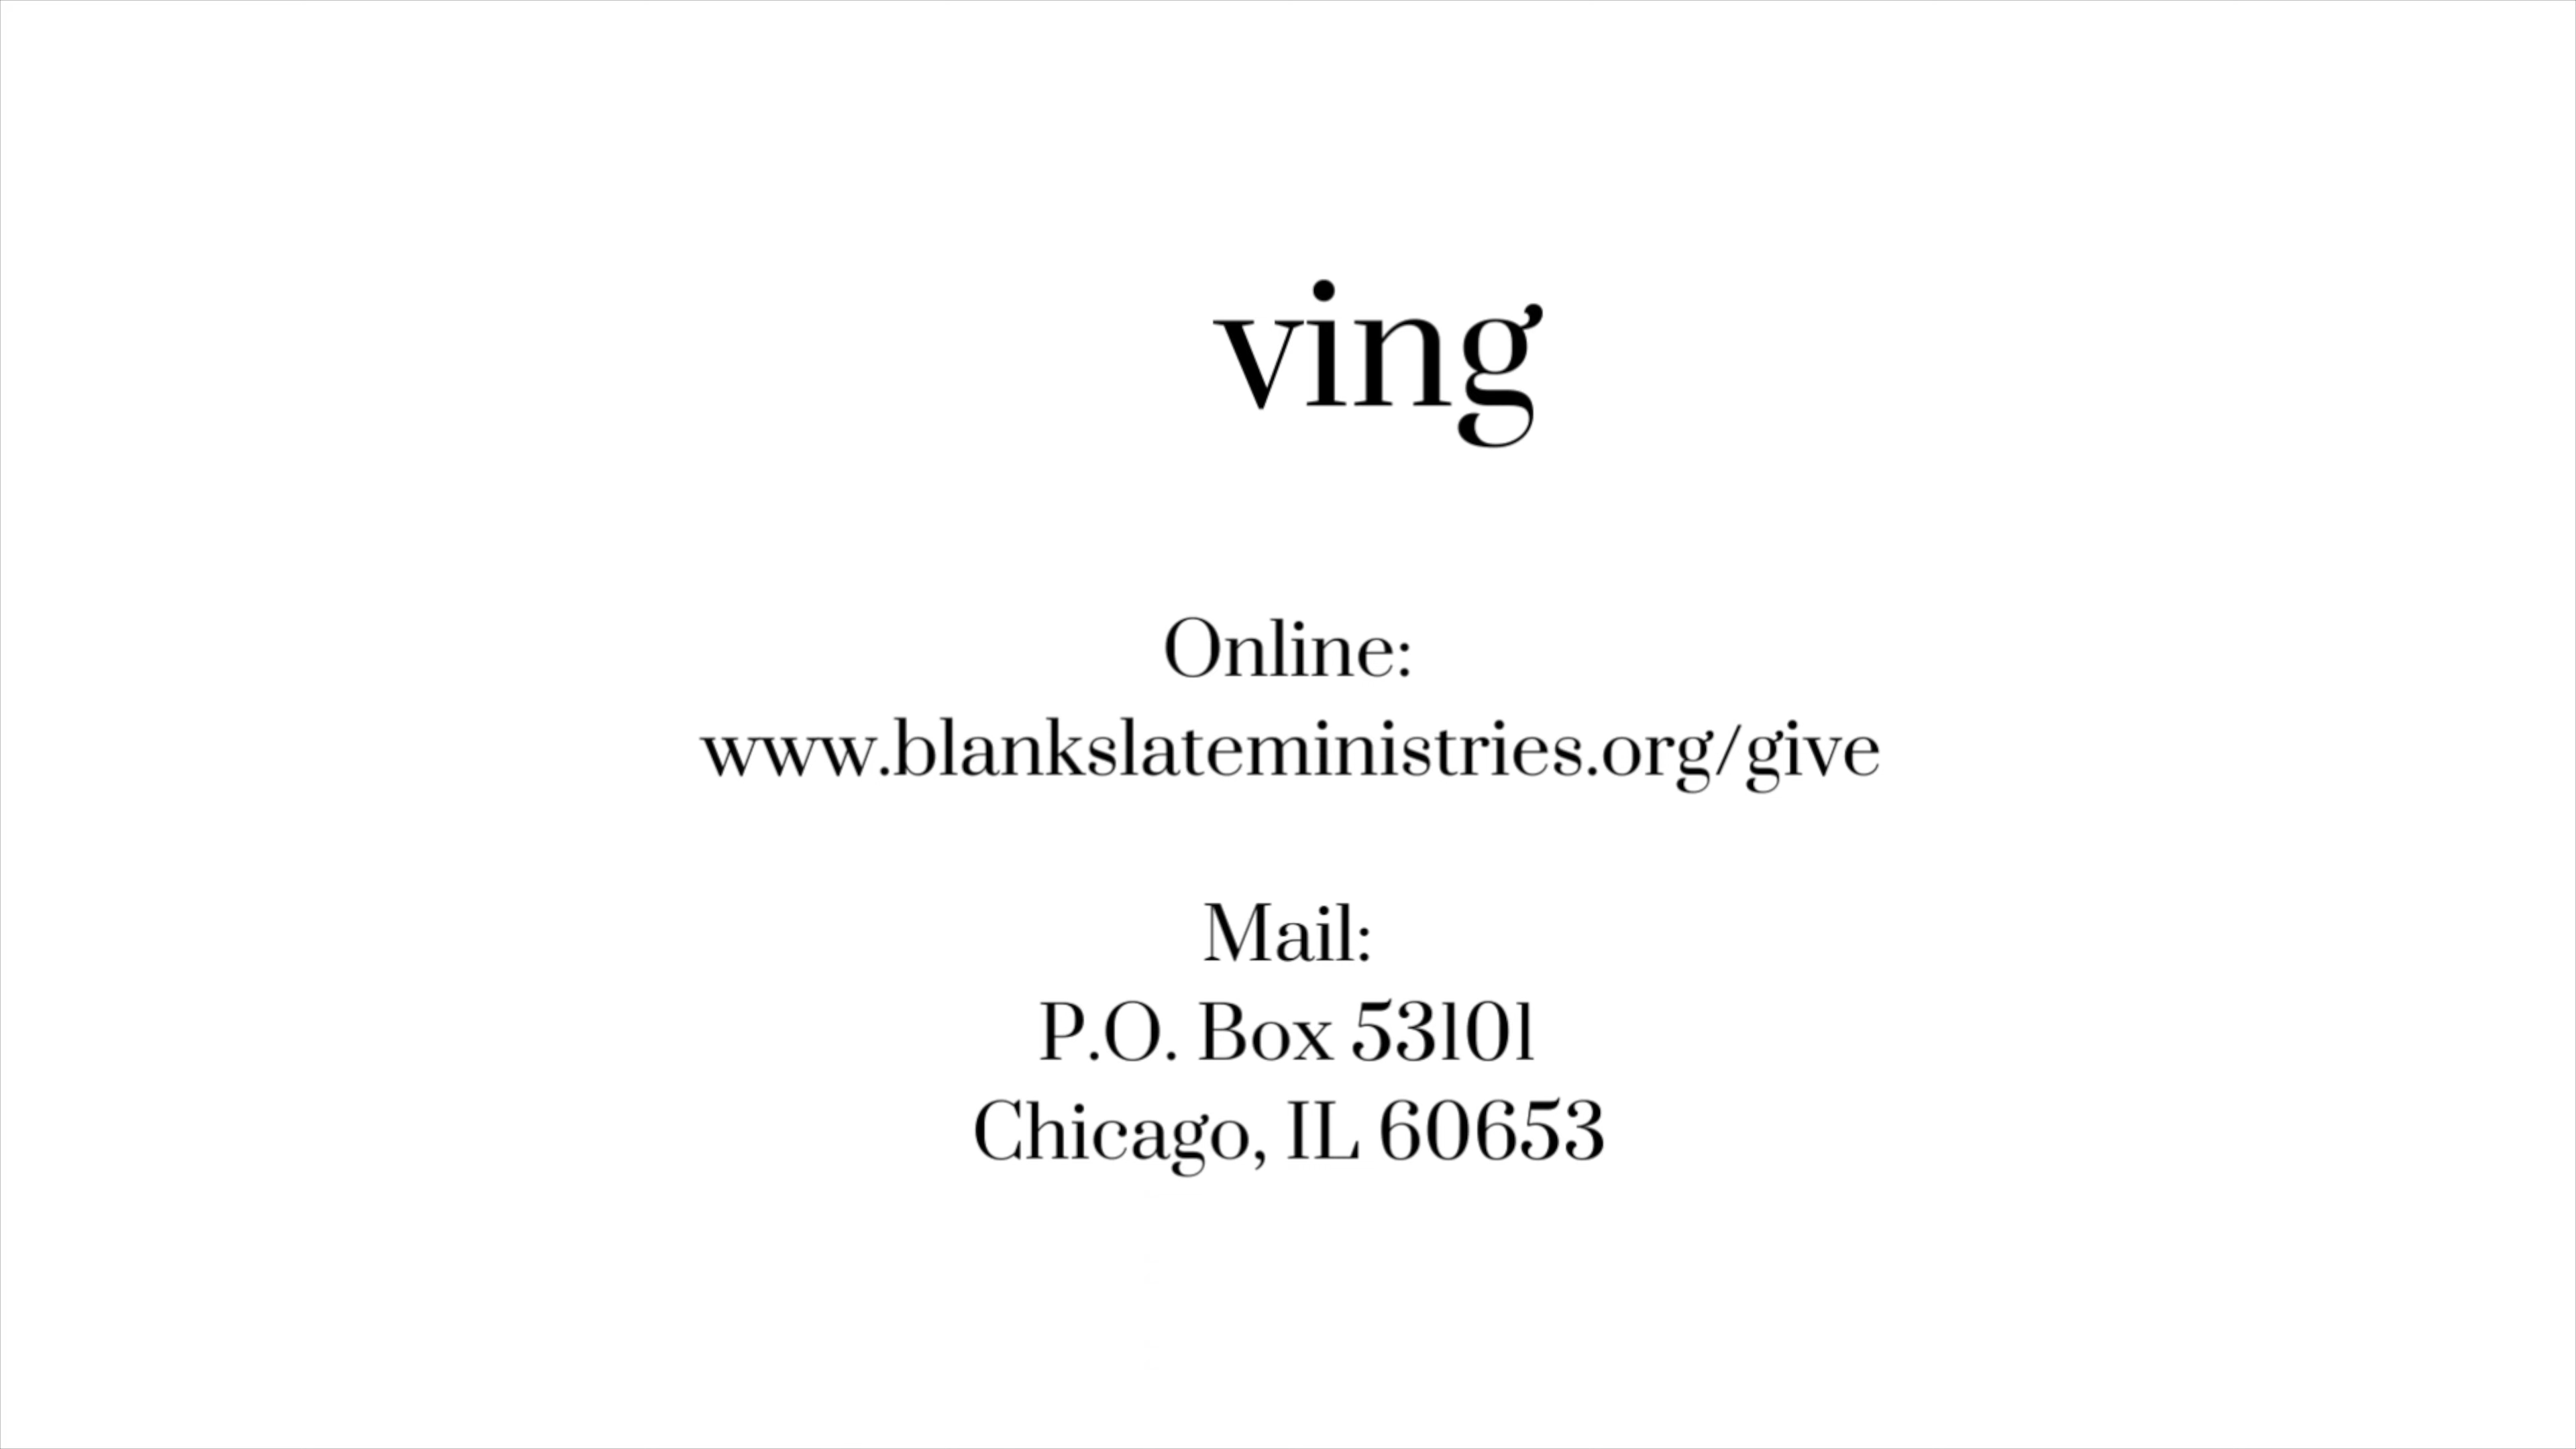 ving
Online:
www.blankslateministries.org/give
Mail:
P.O. Box 53101
Chicago, IL 60653